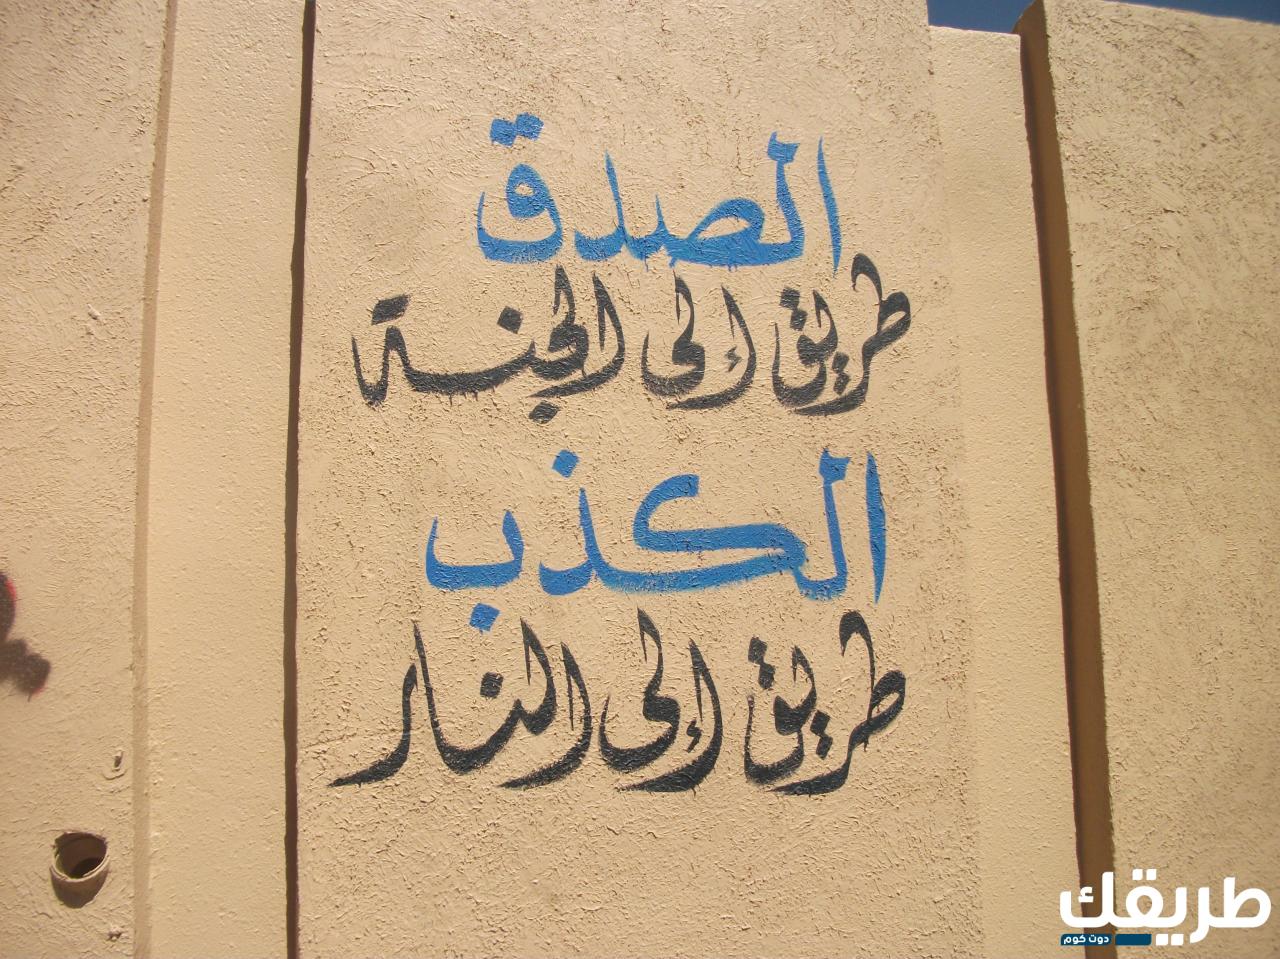 الصدق
طريق إلى الجنة
الكذب
طريق إلى النار
طريقك
دوت كوم